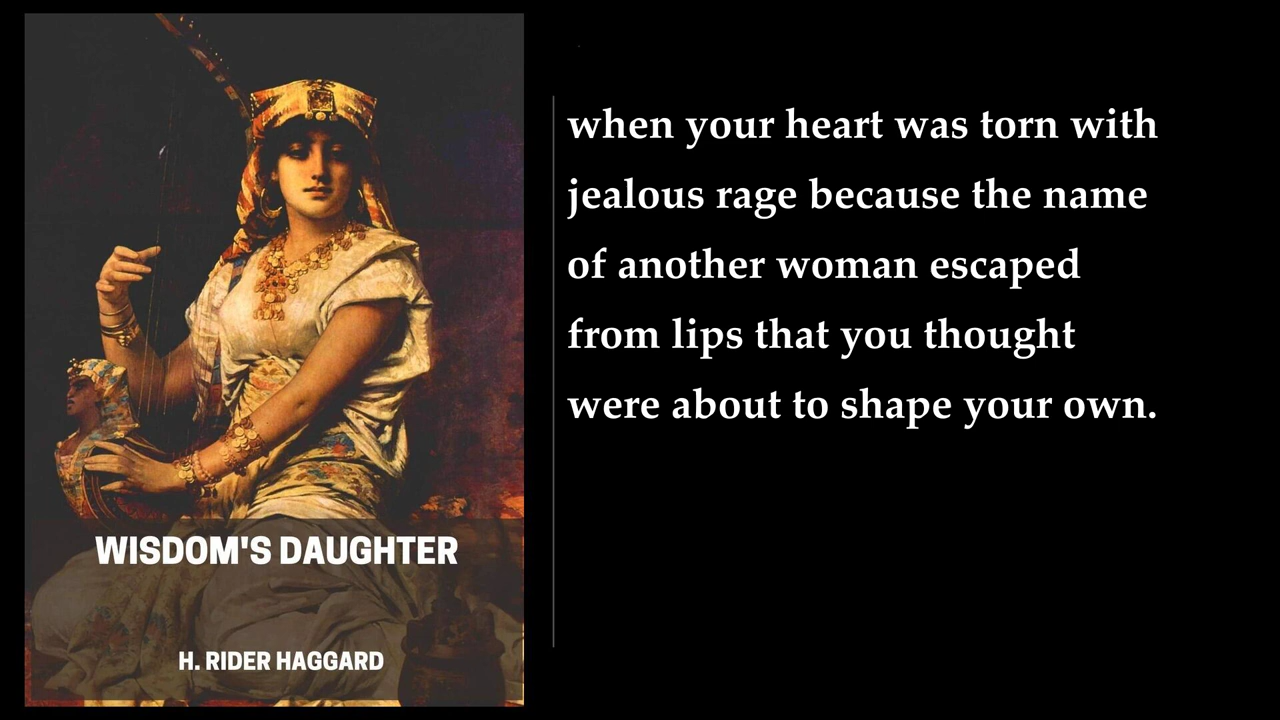 WISDOM'S DAUGHTER
H. RIDER HAGGARD
when your heart was torn with
jealous rage because the name
of another woman escaped
from lips that you thought
were about to shape your own.